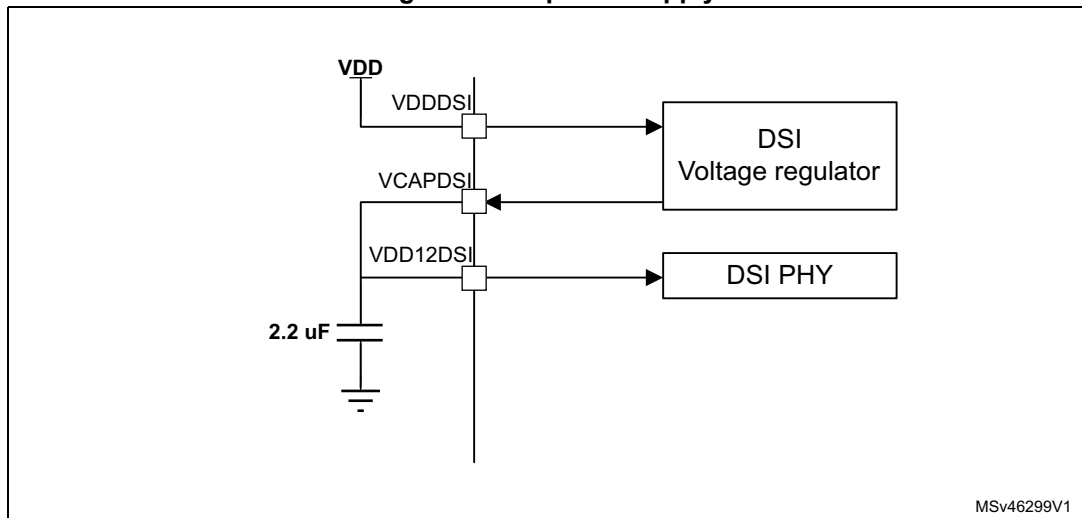 VDD
VDDDSI
DSI
Voltage regulator
VCAPDSI
VDD12DSI
DSI PHY
2.2 uF
MSv46299V1